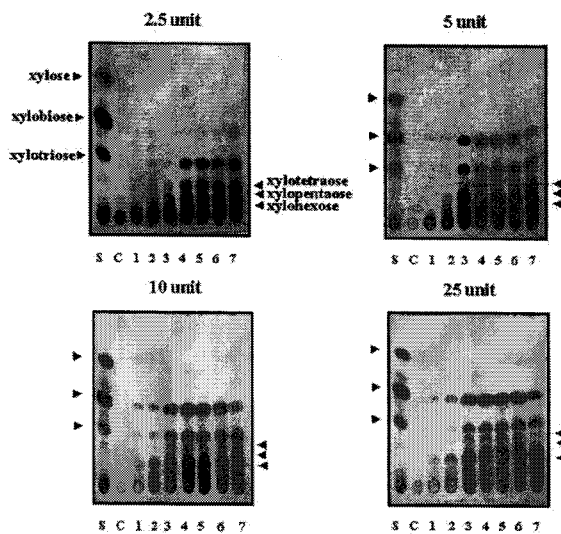 2.5 unit
5 unit
xylose
xylobiose
xylotriose
xylotetraose
xylopentaose
xylohexose
S C 1 2 3 4 5 6 7
S C 1 2 3 4 5 6 7
10 unit
25 unit
S C 1 2 3 4 5 6 7
S C 1 2 3 4 5 6 7